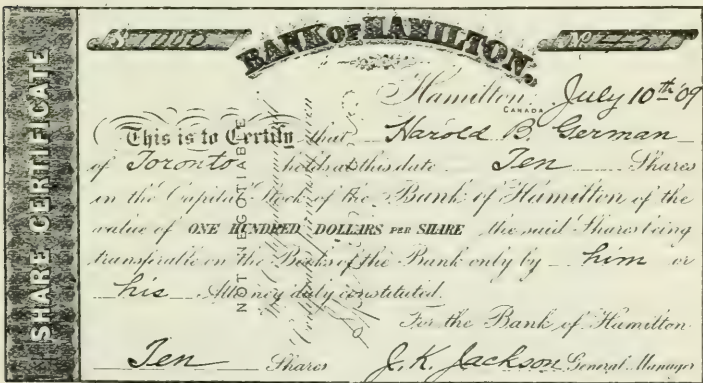 SHARE CERTIFICATE
$ 1000
BANK OF HAMILTON.
Hamilton, July 10th '09
CANADA
This is to Certify that Harold B. German
of Toronto holds at this date Ten Shares
in the Capital Stock of the Bank of Hamilton of the
value of ONE HUNDRED DOLLARS PER SHARE the said Shares being
transferable on the Books of the Bank only by him or
his Attorney duly constituted.
For the Bank of Hamilton
Ten Shares J. K. Jackson General Manager
NOT NEGOTIABLE